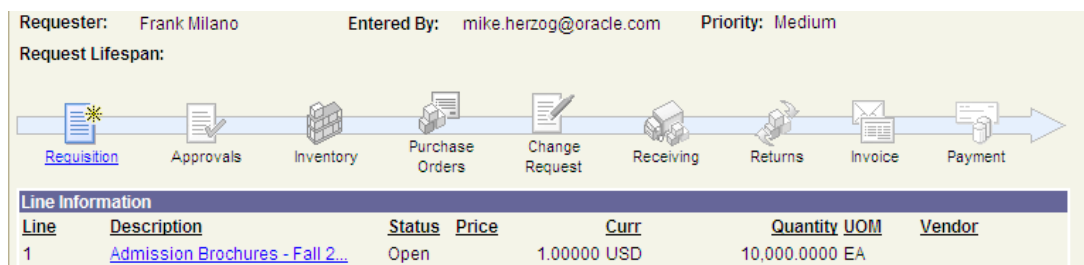 Requester: Frank Milano Entered By: mike.herzog@oracle.com Priority: Medium
Request Lifespan:
Requisition Approvals Inventory Purchase Orders Change Request Receiving Returns Invoice Payment
Line Information
Line Description Status Price Curr Quantity UOM Vendor
1 Admission Brochures - Fall 2... Open 1.00000 USD 10,000.0000 EA